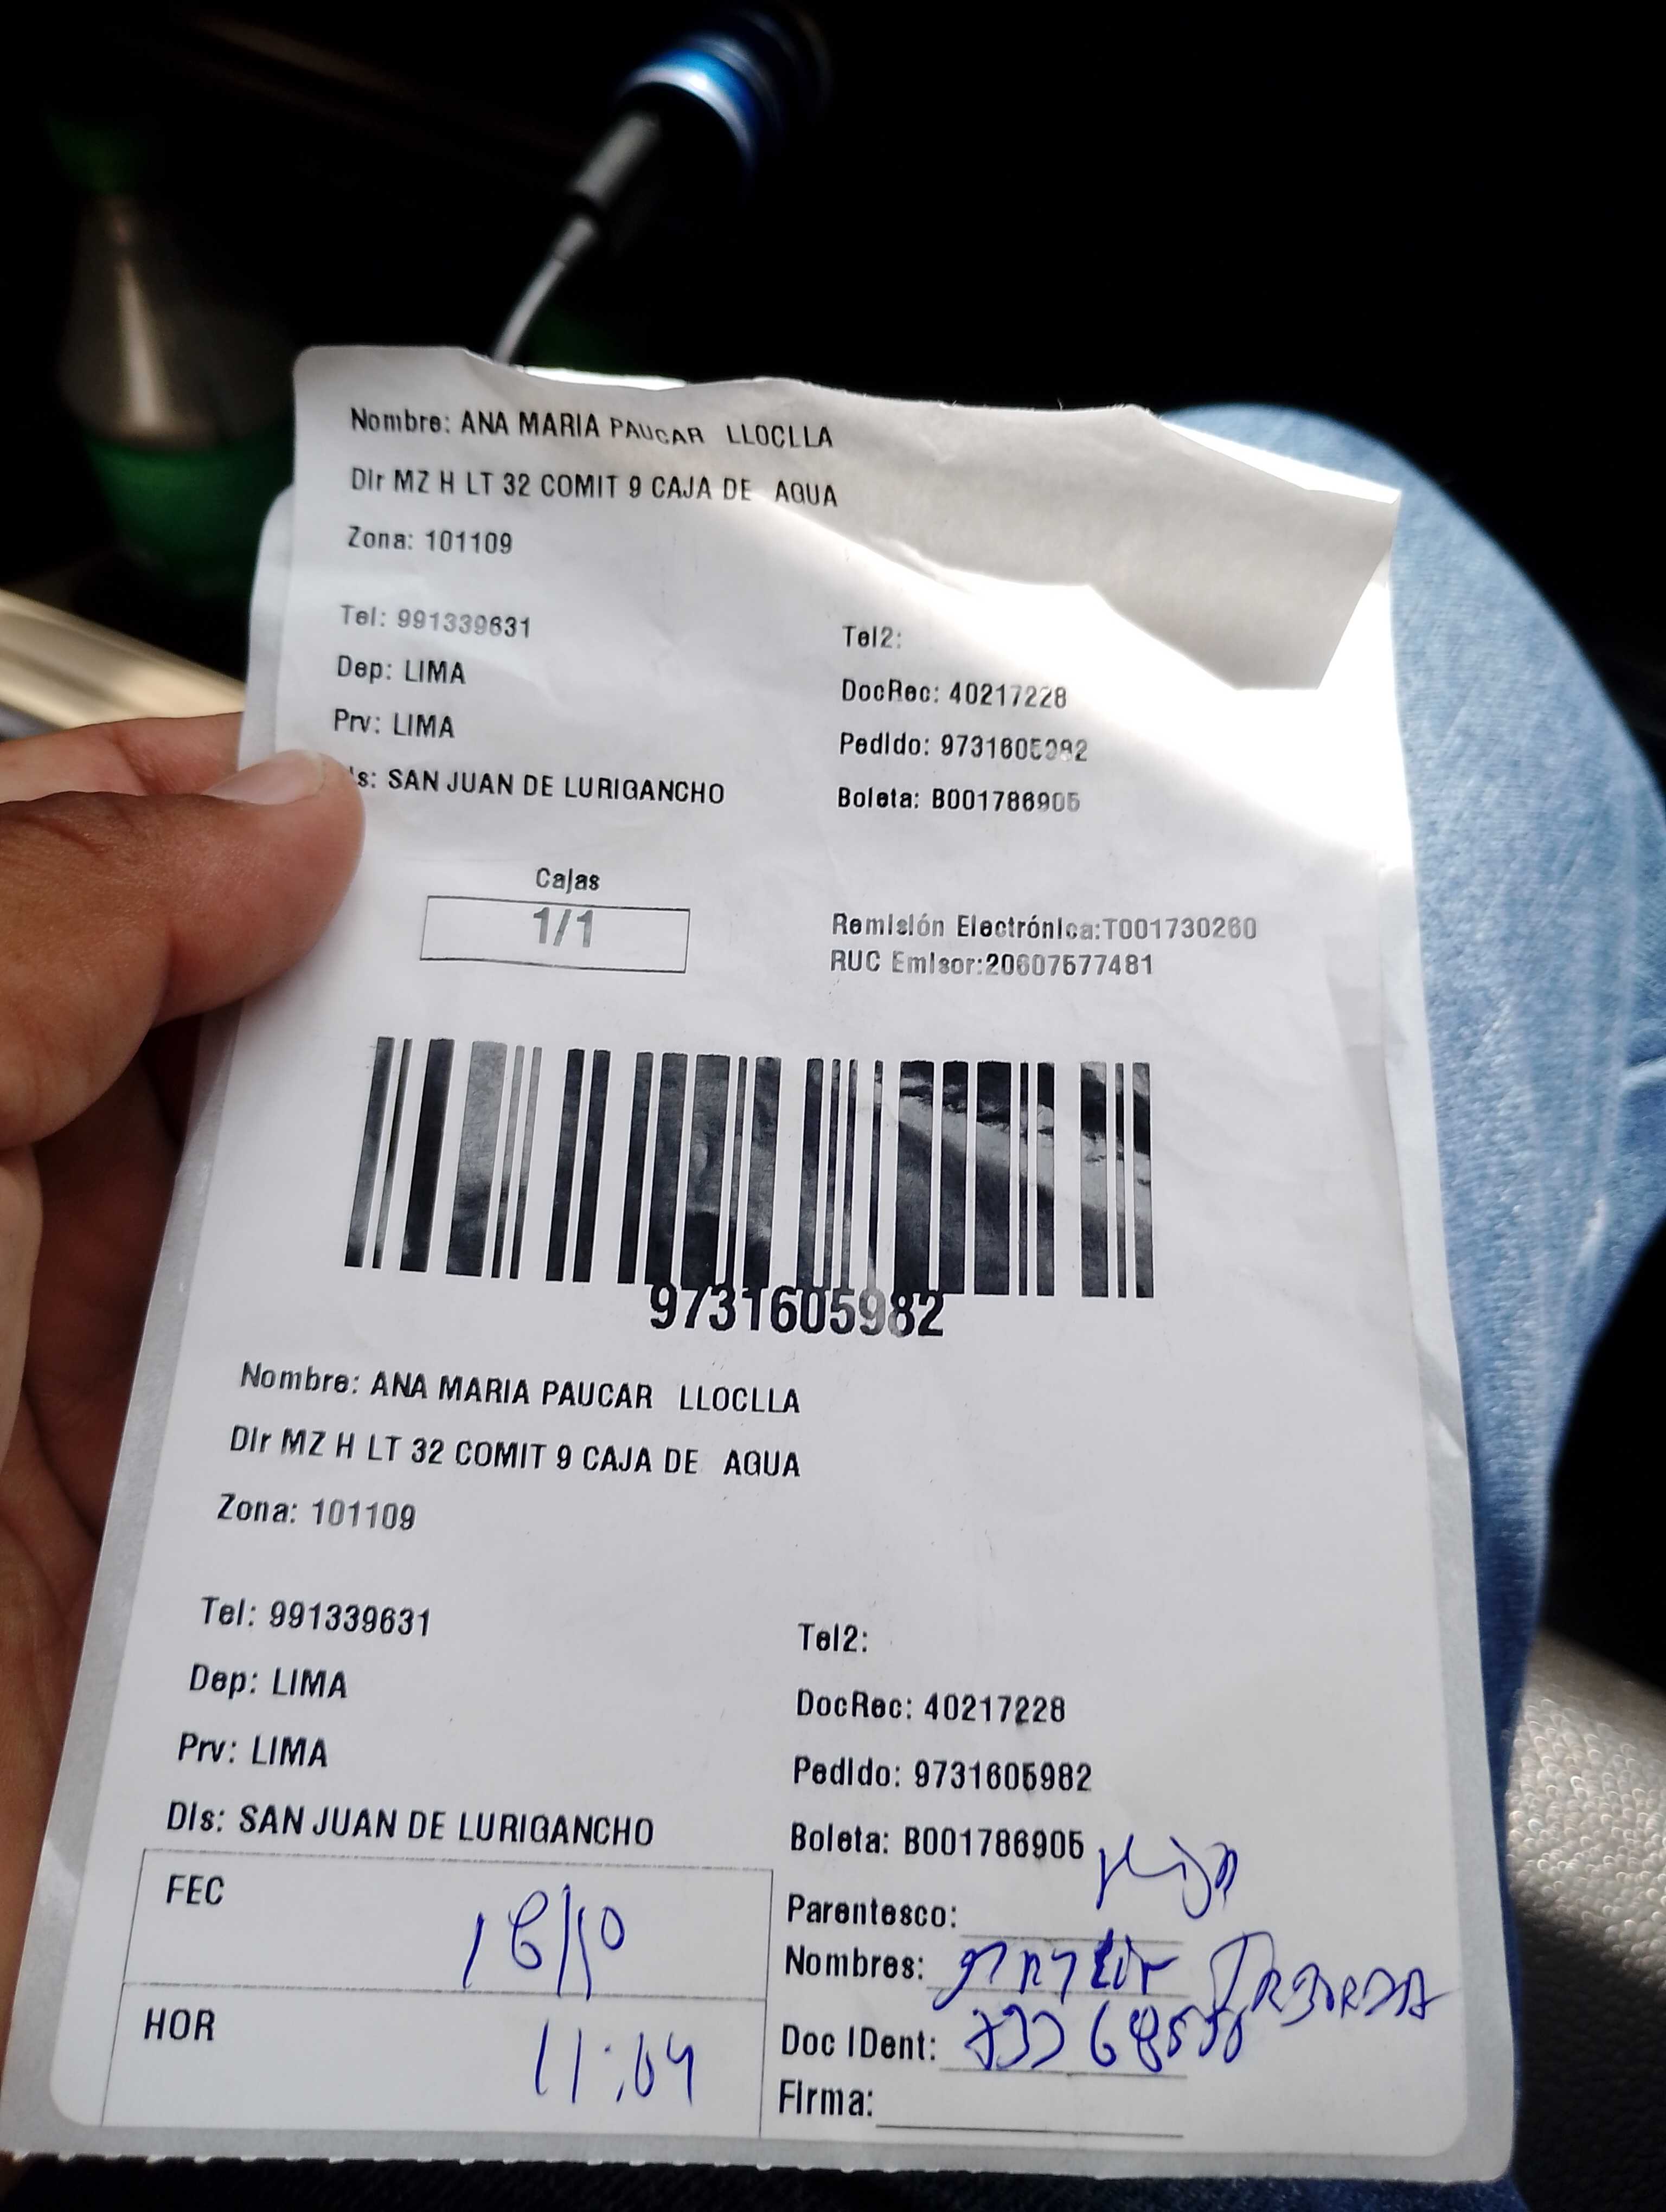 Nombre: ANA MARIA PAUCAR LLOCLLA
Dir MZ H LT 32 COMIT 9 CAJA DE AGUA
Zona: 101109
Tel: 991339631
Tel2:
Dep: LIMA
DocRec: 40217228
Prv: LIMA
Pedido: 9731605982
is: SAN JUAN DE LURIGANCHO
Boleta: B001786905
Cajas
1/1
Remisión Electrónica:T001730260
RUC Emisor:20607577481
9731605982
Nombre: ANA MARIA PAUCAR LLOCLLA
Dir MZ H LT 32 COMIT 9 CAJA DE AGUA
Zona: 101109
Tel: 991339631
Tel2:
Dep: LIMA
DocRec: 40217228
Prv: LIMA
Pedido: 9731605982
Dis: SAN JUAN DE LURIGANCHO
Boleta: B001786905
FEC
Parentesco: Hija
Nombres:
HOR 11:04
Doc IDent:
Firma: